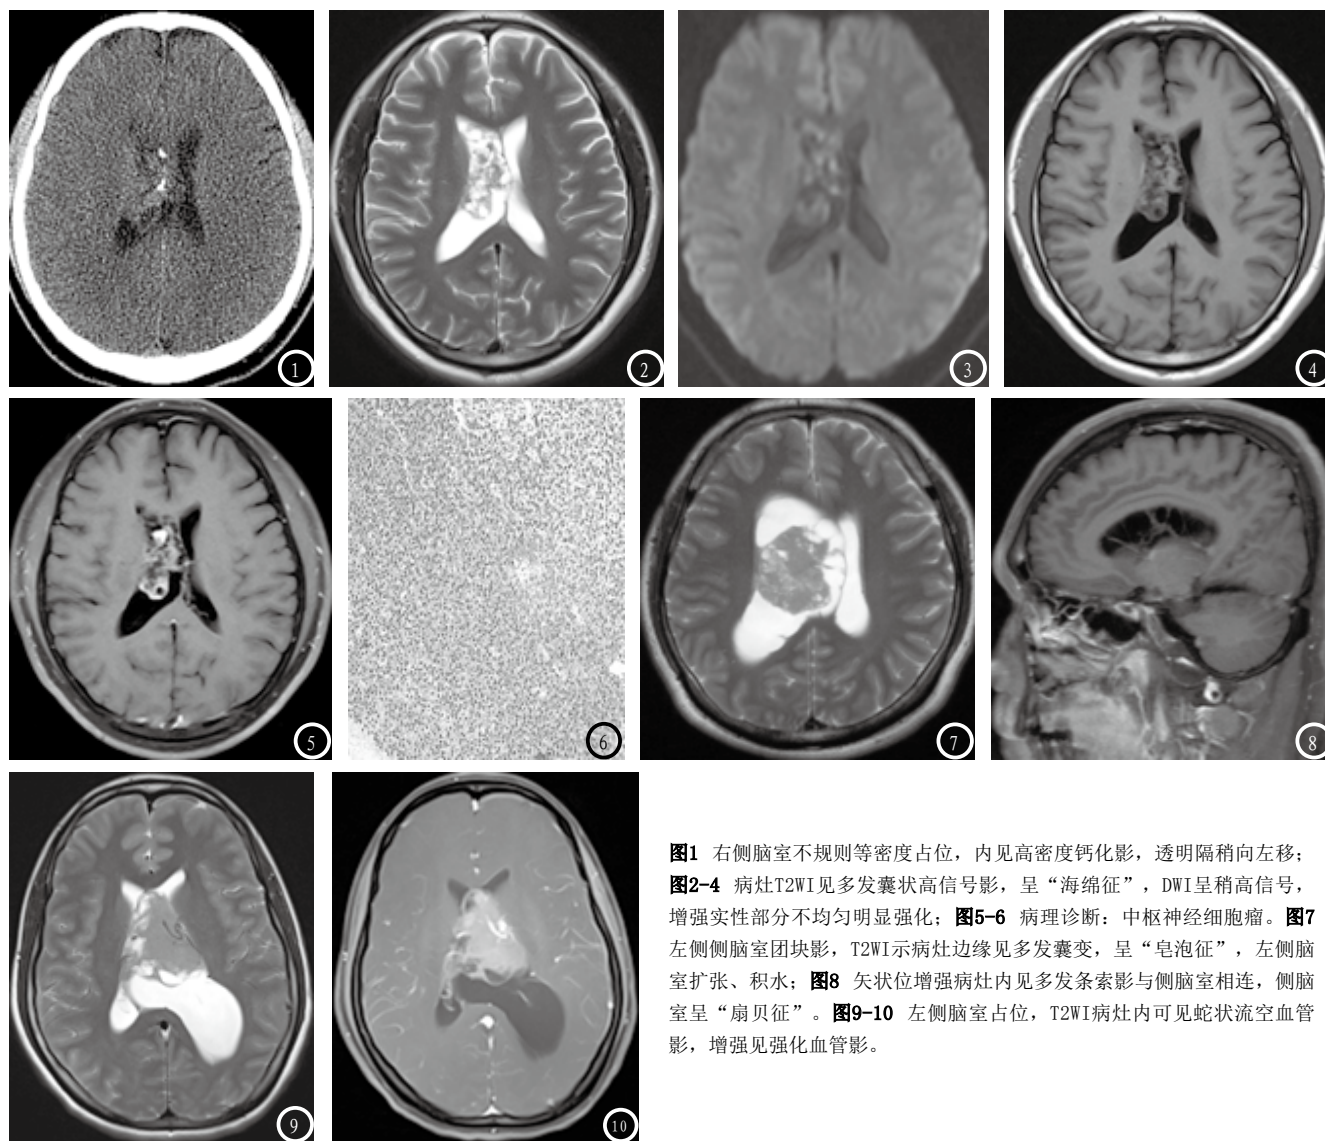 1
2
3
4
5
6
7
8
9
10
图1 右侧脑室不规则等密度占位，内见高密度钙化影，透明隔稍向左移；
图2-4 病灶T2WI见多发囊状高信号影，呈“海绵征”，DWI呈稍高信号，
增强实性部分不均匀明显强化；图5-6 病理诊断：中枢神经细胞瘤。图7
左侧侧脑室团块影，T2WI示病灶边缘见多发囊变，呈“皂泡征”，左侧脑
室扩张、积水；图8 矢状位增强病灶内见多发条索影与侧脑室相连，侧脑
室呈“扇贝征”。图9-10 左侧脑室占位，T2WI病灶内可见蛇状流空血管
影，增强见强化血管影。